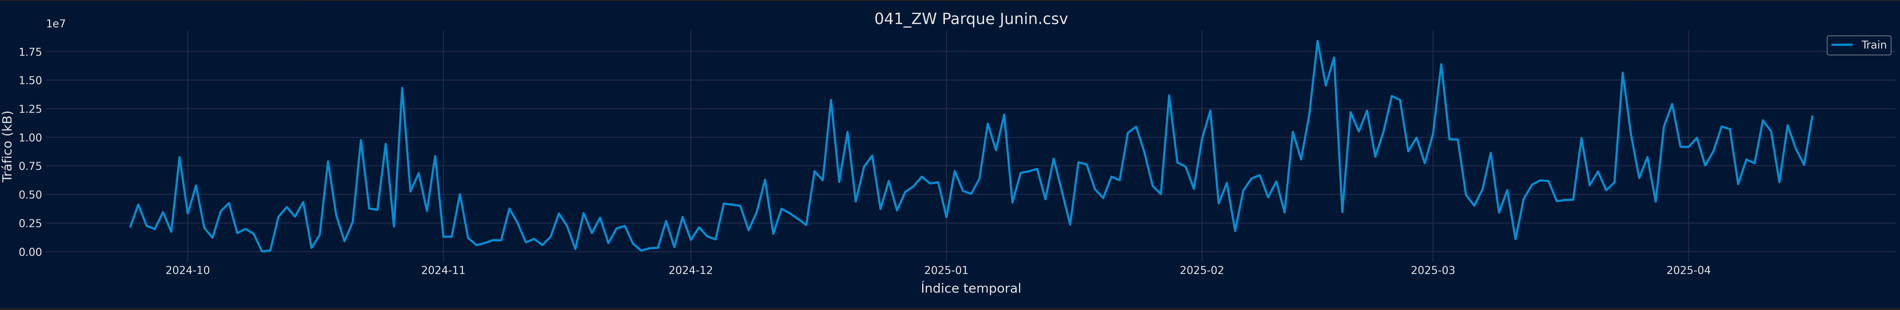 041_ZW Parque Junin.csv
1e7
Train
1.75
1.50
1.25
1.00
0.75
0.50
0.25
0.00
Tráfico (kB)
2024-10 2024-11 2024-12 2025-01 2025-02 2025-03 2025-04
Índice temporal